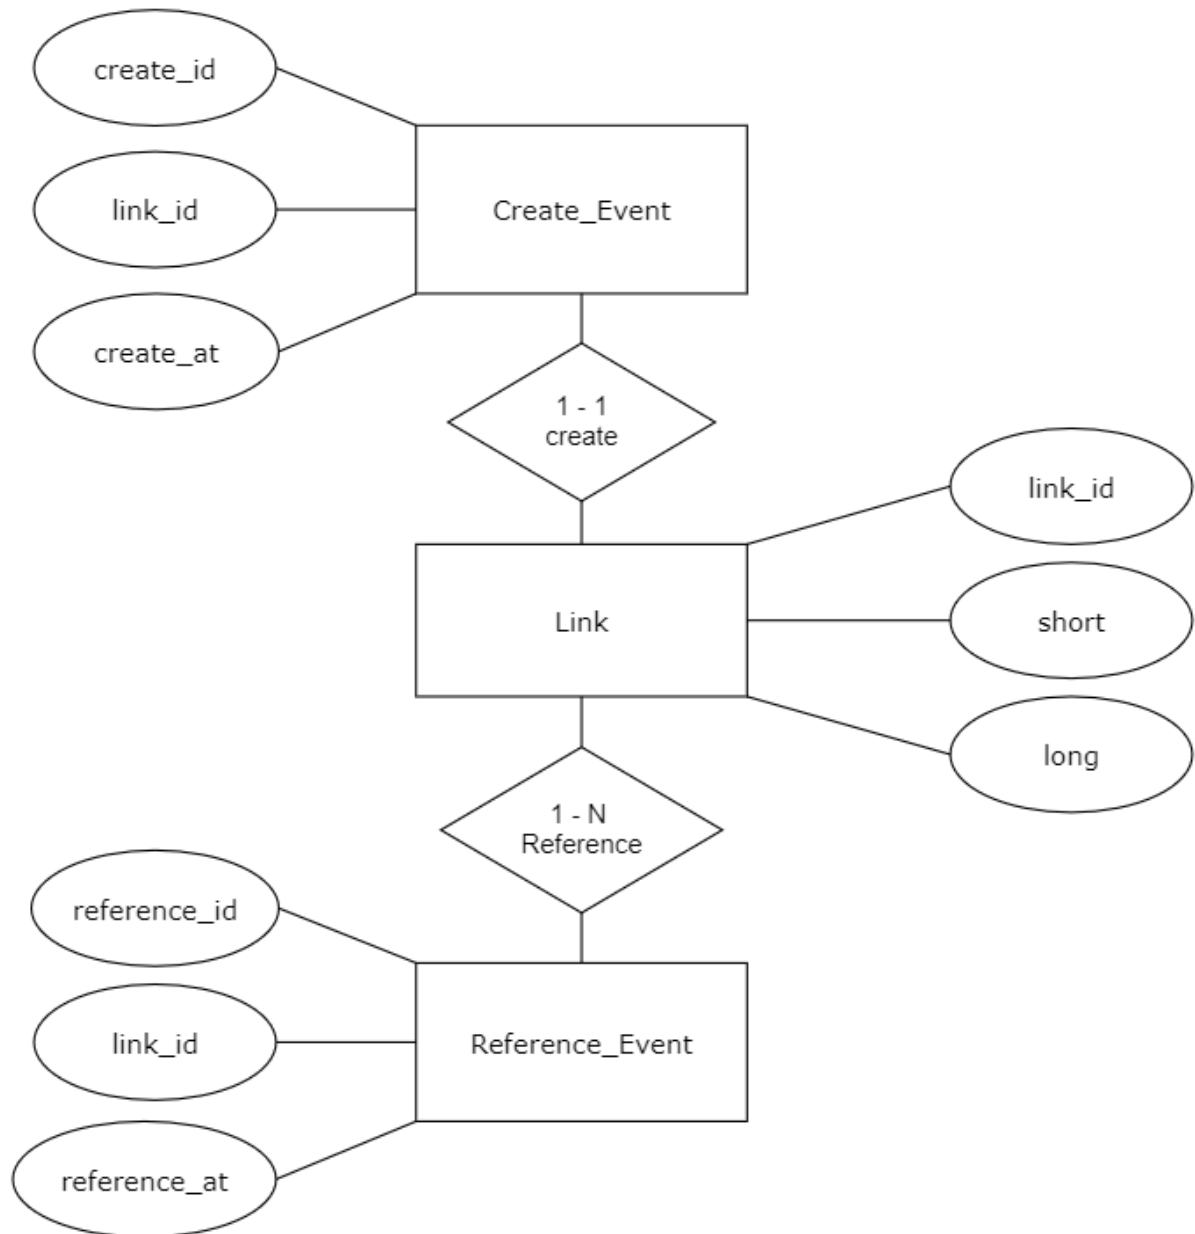 create_id
link_id
Create_Event
create_at
1 - 1
create
link_id
Link
short
long
1 - N
Reference
reference_id
link_id
Reference_Event
reference_at